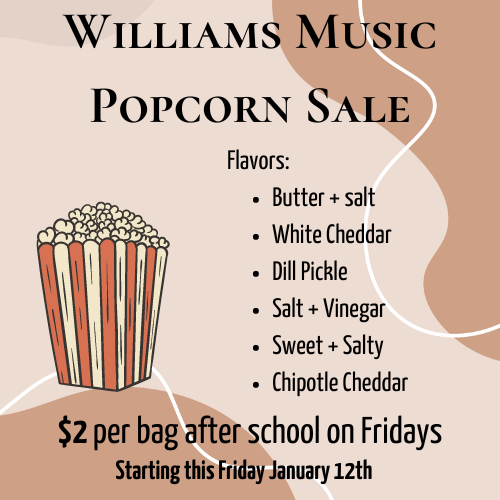 Williams Music
Popcorn Sale
Flavors:
• Butter + salt
• White Cheddar
• Dill Pickle
• Salt + Vinegar
• Sweet + Salty
• Chipotle Cheddar
$2 per bag after school on Fridays
Starting this Friday January 12th